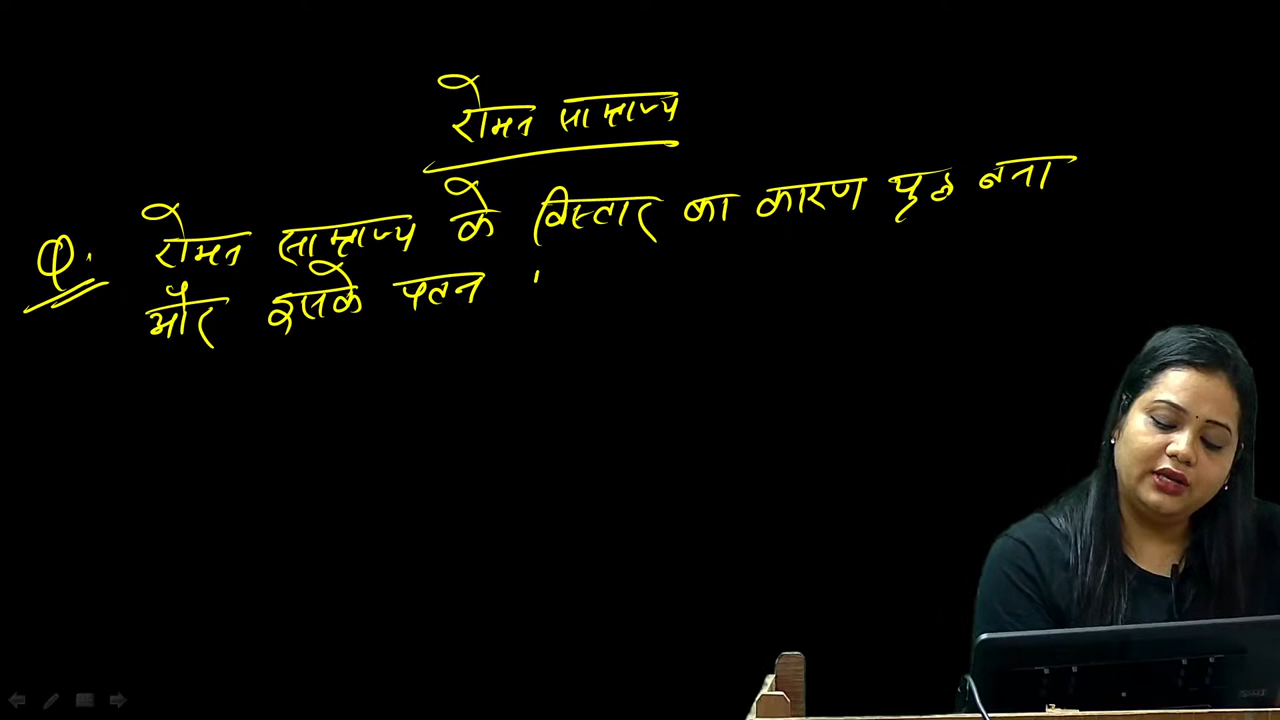 रोमन साम्राज्य
Q. रोमन साम्राज्य के विस्तार का कारण युद्ध बना
और इसके पतन